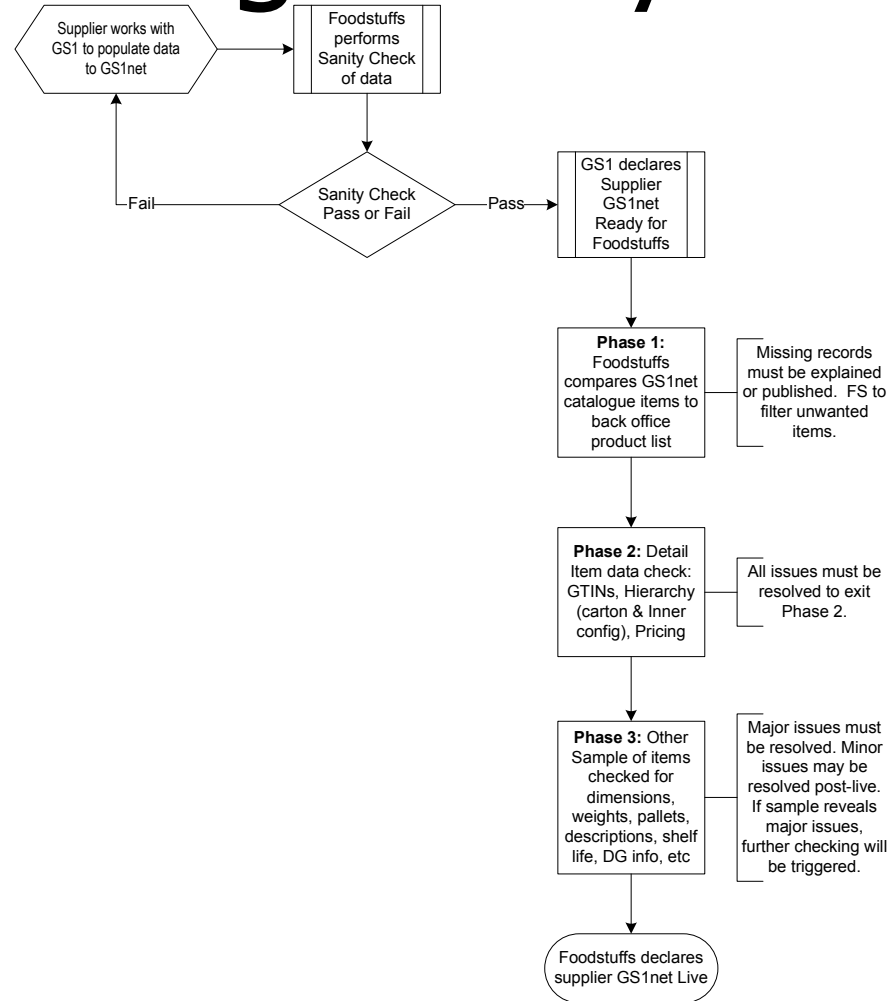 Supplier works with
GS1 to populate data
to GS1net
Foodstuffs
performs
Sanity Check
of data
Sanity Check
Pass or Fail
Fail
Pass
GS1 declares
Supplier
GS1net
Ready for
Foodstuffs
Phase 1:
Foodstuffs
compares GS1net
catalogue items to
back office
product list
Missing records
must be explained
or published.  FS to
filter unwanted
items.
Phase 2: Detail
Item data check:
GTINs, Hierarchy
(carton & Inner
config), Pricing
All issues must be
resolved to exit
Phase 2.
Phase 3: Other
Sample of items
checked for
dimensions,
weights, pallets,
descriptions, shelf
life, DG info, etc
Major issues must
be resolved. Minor
issues may be
resolved post-live.
If sample reveals
major issues,
further checking will
be triggered.
Foodstuffs declares
supplier GS1net Live